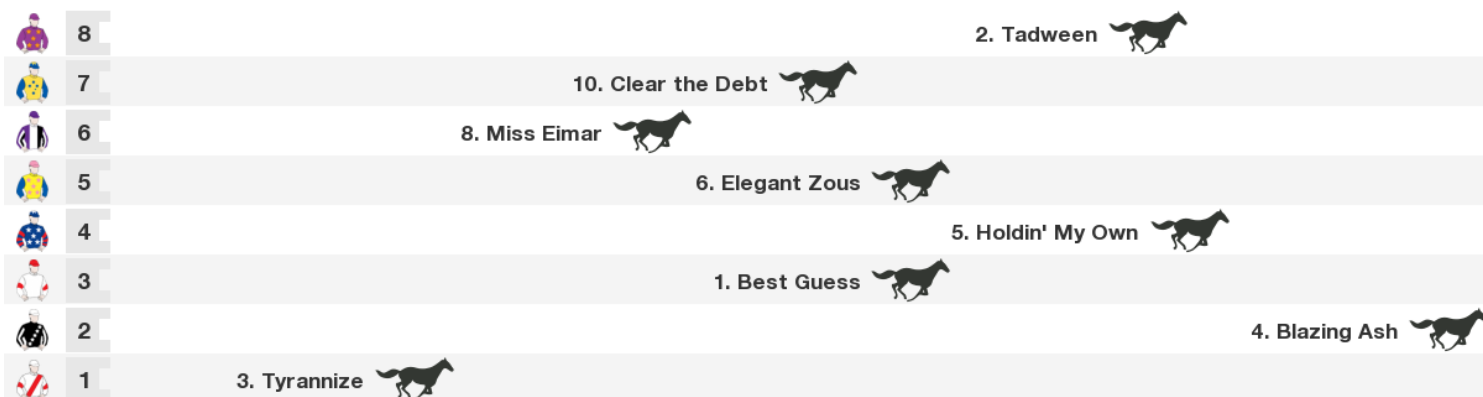 8 2. Tadween
7 10. Clear the Debt
6 8. Miss Eimar
5 6. Elegant Zous
4 5. Holdin' My Own
3 1. Best Guess
2 4. Blazing Ash
1 3. Tyrannize